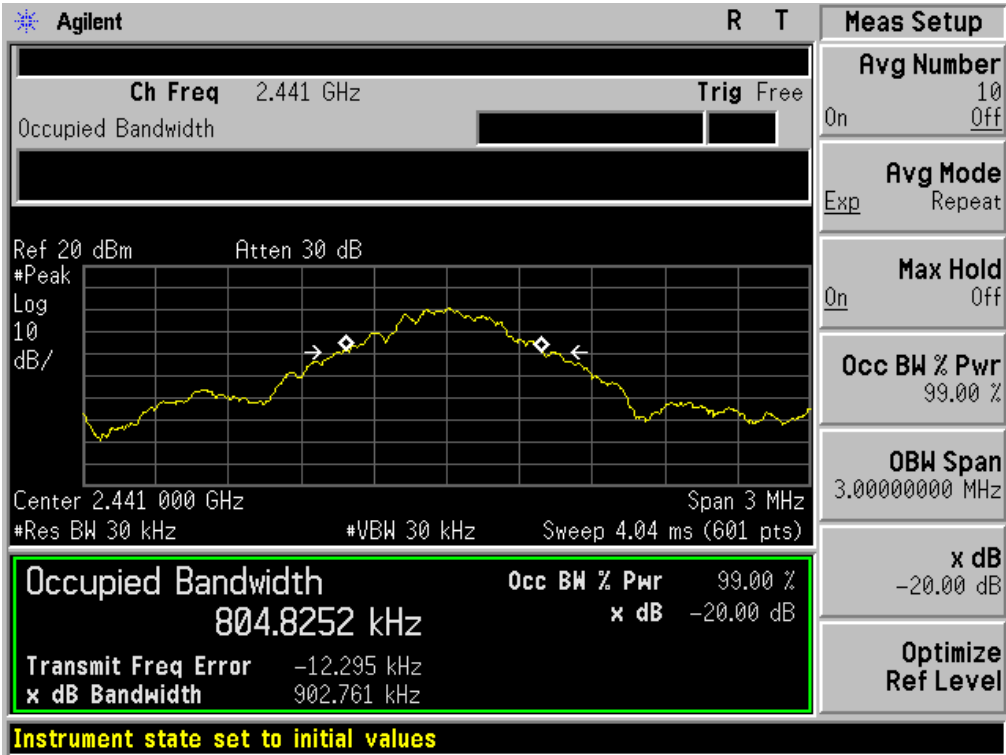 Agilent R T
Ch Freq 2.441 GHz Trig Free
Occupied Bandwidth
Ref 20 dBm Atten 30 dB
#Peak
Log
10
dB/
Center 2.441 000 GHz Span 3 MHz
#Res BW 30 kHz #VBW 30 kHz Sweep 4.04 ms (601 pts)
Occupied Bandwidth Occ BW % Pwr 99.00 %
804.8252 kHz x dB -20.00 dB
Transmit Freq Error -12.295 kHz
x dB Bandwidth 902.761 kHz
Instrument state set to initial values
Meas Setup
Avg Number
10
On Off
Avg Mode
Exp Repeat
Max Hold
On Off
Occ BW % Pwr
99.00 %
OBW Span
3.00000000 MHz
x dB
-20.00 dB
Optimize
Ref Level